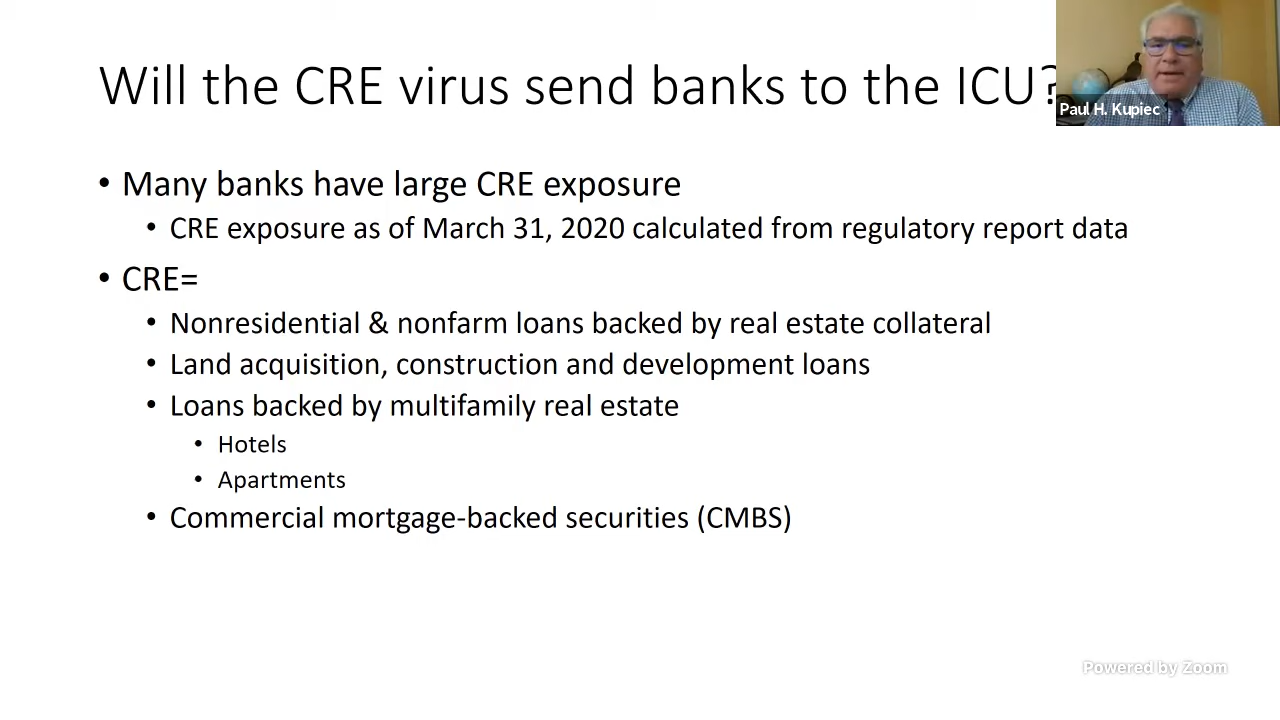 Will the CRE virus send banks to the ICU?
Paul H. Kupiec
• Many banks have large CRE exposure
• CRE exposure as of March 31, 2020 calculated from regulatory report data
• CRE=
• Nonresidential & nonfarm loans backed by real estate collateral
• Land acquisition, construction and development loans
• Loans backed by multifamily real estate
• Hotels
• Apartments
• Commercial mortgage-backed securities (CMBS)
Powered by Zoom